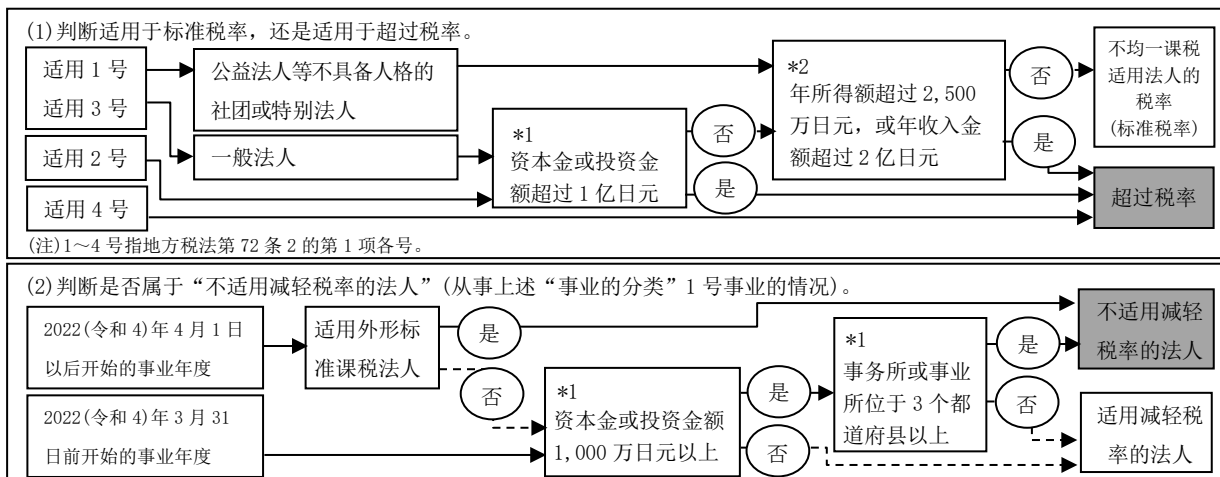 (1)判断适用于标准税率，还是适用于超过税率。
适用 1 号
适用 3 号
公益法人等不具备人格的
社团或特别法人
一般法人
适用 2 号
适用 4 号
*1
资本金或投资金
额超过 1 亿日元
否
是
*2
年所得额超过 2,500
万日元，或年收入金
额超过 2 亿日元
否
是
不均一课税
适用法人的
税率
(标准税率)
超过税率
(注)1～4 号指地方税法第 72 条 2 的第 1 项各号。
(2)判断是否属于“不适用减轻税率的法人”(从事上述“事业的分类”1 号事业的情况)。
2022(令和 4)年 4 月 1 日
以后开始的事业年度
适用外形标
准课税法人
是
否
2022(令和 4)年 3 月 31
日前开始的事业年度
*1
资本金或投资金额
1,000 万日元以上
是
否
*1
事务所或事业
所位于 3 个都
道府县以上
是
否
不适用减轻
税率的法人
适用减轻税
率的法人